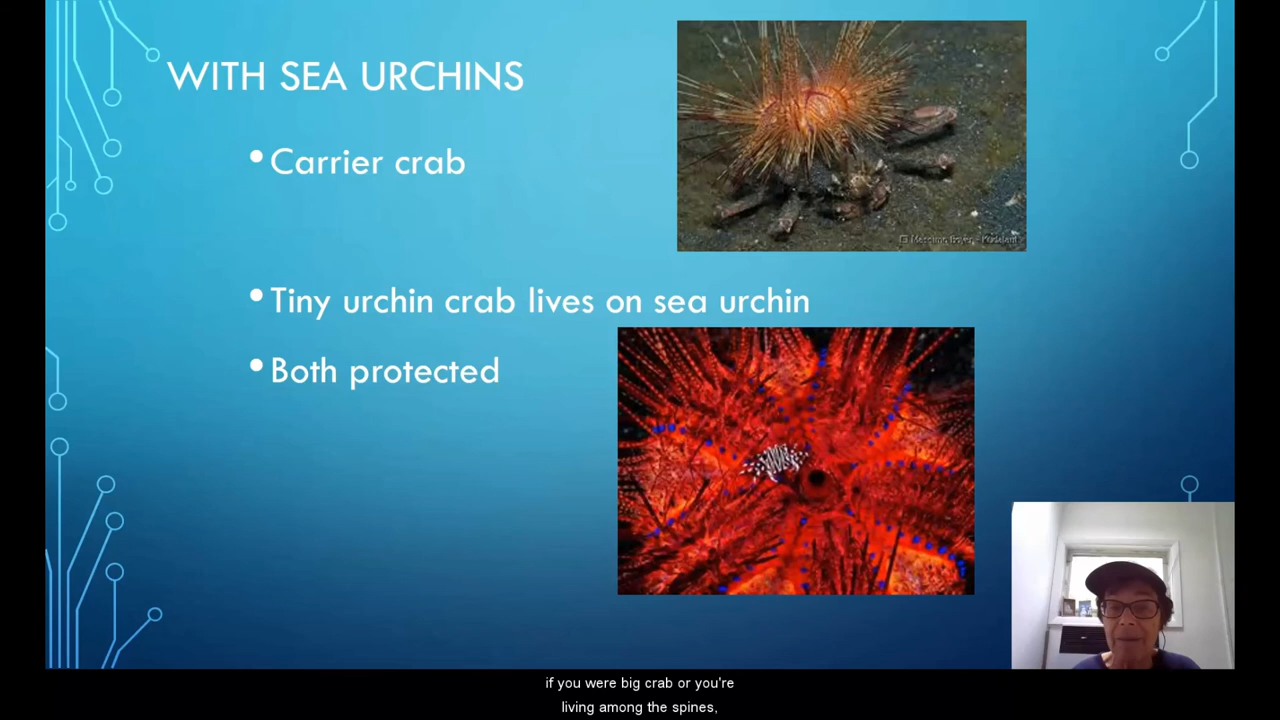 WITH SEA URCHINS
•Carrier crab
•Tiny urchin crab lives on sea urchin
•Both protected
if you were big crab or you're
living among the spines,